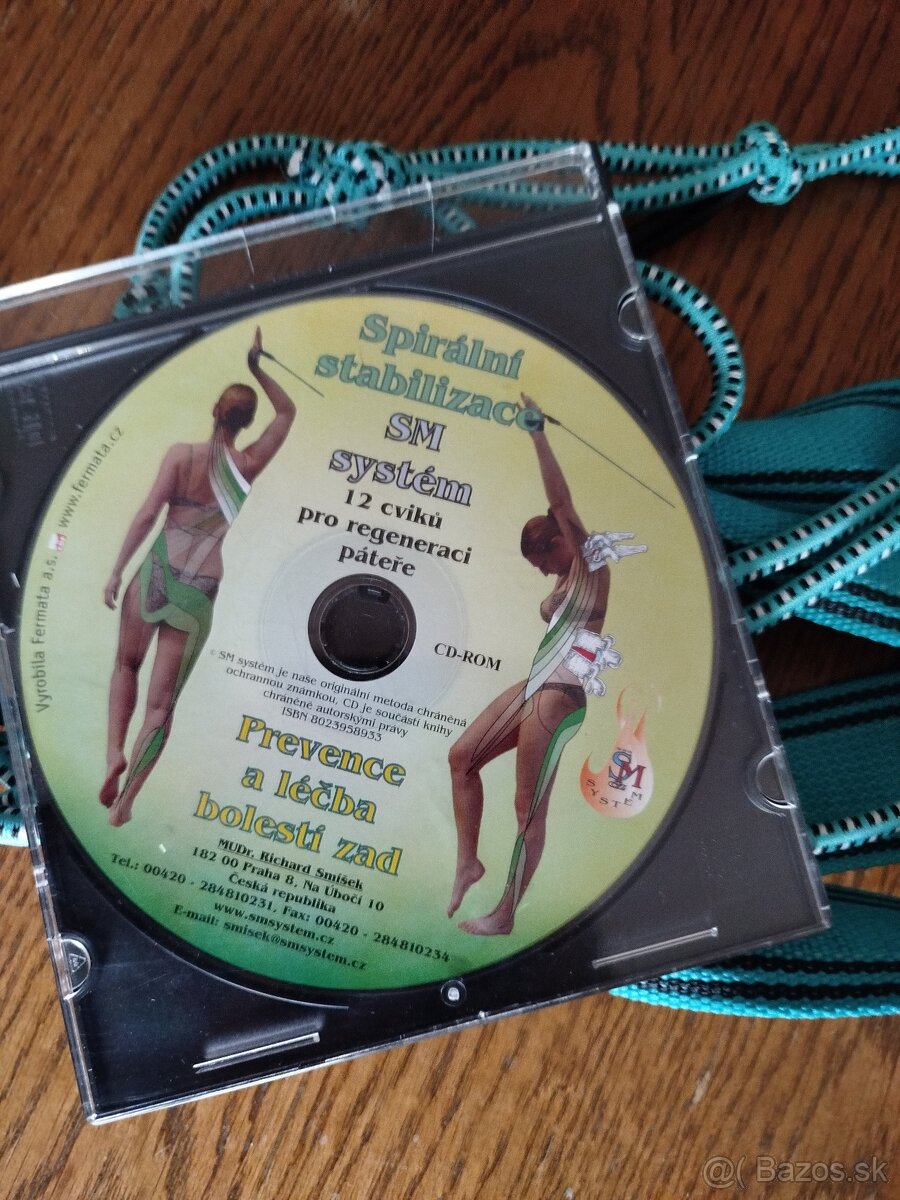 Spirální
stabilizace
SM
systém
12 cviků
pro regeneraci
páteře
CD-ROM
© SM systém je naše originální metoda chráněná
ochrannou známkou, CD je součástí knihy
chráněné autorskými právy
ISBN 8023958933
Prevence
a léčba
bolestí zad
MUDr. Richard Smíšek
182 00 Praha 8, Na Úbočí 10
Česká republika
Tel.: 00420 - 284810231, Fax: 00420 - 284810234
www.smsystem.cz
E-mail: smisek@smsystem.cz
Vyrobila Fermata a.s. www.fermata.cz
SM
SYSTEM
@( Bazos.sk